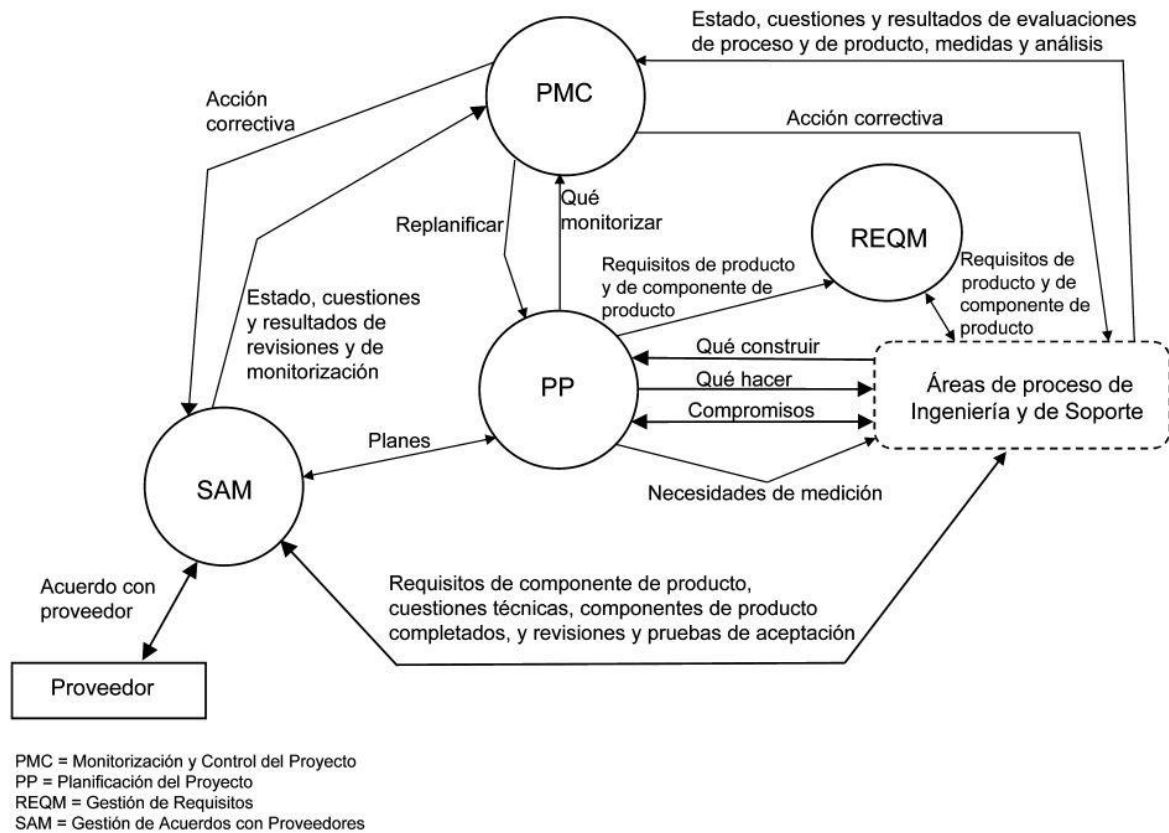 Estado, cuestiones y resultados de evaluaciones
de proceso y de producto, medidas y análisis
PMC
Acción
correctiva
Acción correctiva
Qué
monitorizar
Replanificar
REQM
Requisitos de producto
y de componente de
producto
Requisitos de
producto y de
componente de
producto
Estado, cuestiones
y resultados de
revisiones y de
monitorización
Qué construir
PP
Qué hacer
Compromisos
Áreas de proceso de
Ingeniería y de Soporte
Planes
SAM
Necesidades de medición
Acuerdo con
proveedor
Requisitos de componente de producto,
cuestiones técnicas, componentes de producto
completados, y revisiones y pruebas de aceptación
Proveedor
PMC = Monitorización y Control del Proyecto
PP = Planificación del Proyecto
REQM = Gestión de Requisitos
SAM = Gestión de Acuerdos con Proveedores